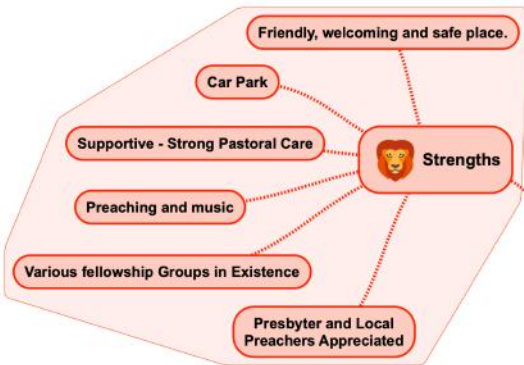 Friendly, welcoming and safe place.
Car Park
Strengths
Supportive - Strong Pastoral Care
Preaching and music
Various fellowship Groups in Existence
Presbyter and Local
Preachers Appreciated